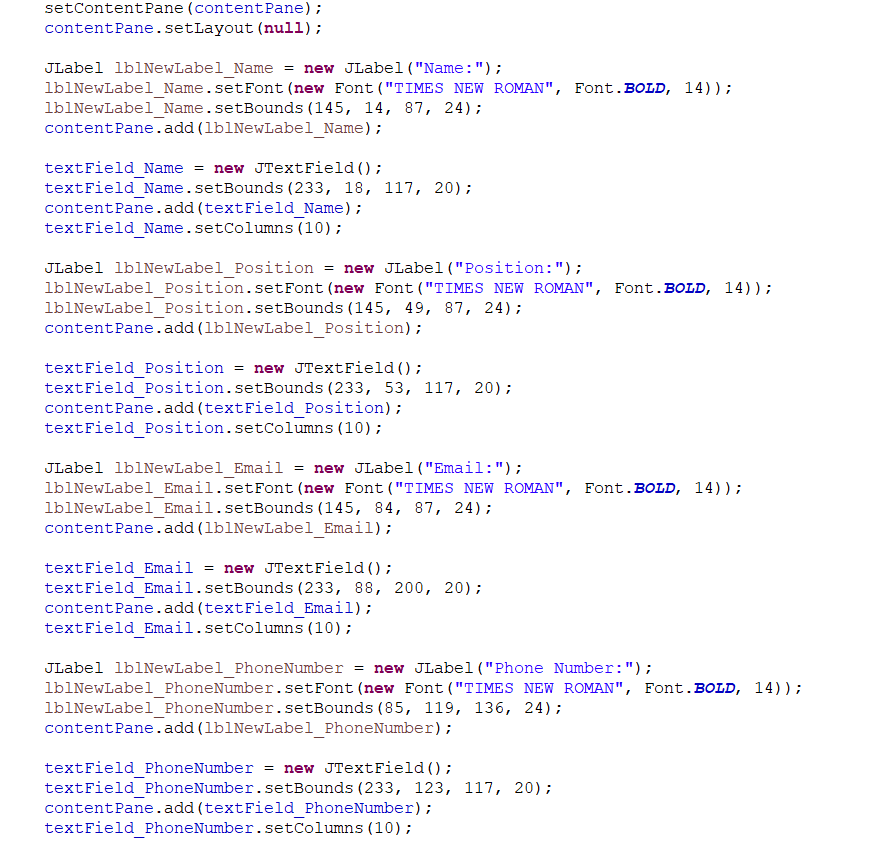 setContentPane(contentPane);
contentPane.setLayout(null);
JLabel lblNewLabel_Name = new JLabel("Name:");
lblNewLabel_Name.setFont(new Font("TIMES NEW ROMAN", Font.BOLD, 14));
lblNewLabel_Name.setBounds(145, 14, 87, 24);
contentPane.add(lblNewLabel_Name);
textField_Name = new JTextField();
textField_Name.setBounds(233, 18, 117, 20);
contentPane.add(textField_Name);
textField_Name.setColumns(10);
JLabel lblNewLabel_Position = new JLabel("Position:");
lblNewLabel_Position.setFont(new Font("TIMES NEW ROMAN", Font.BOLD, 14));
lblNewLabel_Position.setBounds(145, 49, 87, 24);
contentPane.add(lblNewLabel_Position);
textField_Position = new JTextField();
textField_Position.setBounds(233, 53, 117, 20);
contentPane.add(textField_Position);
textField_Position.setColumns(10);
JLabel lblNewLabel_Email = new JLabel("Email:");
lblNewLabel_Email.setFont(new Font("TIMES NEW ROMAN", Font.BOLD, 14));
lblNewLabel_Email.setBounds(145, 84, 87, 24);
contentPane.add(lblNewLabel_Email);
textField_Email = new JTextField();
textField_Email.setBounds(233, 88, 200, 20);
contentPane.add(textField_Email);
textField_Email.setColumns(10);
JLabel lblNewLabel_PhoneNumber = new JLabel("Phone Number:");
lblNewLabel_PhoneNumber.setFont(new Font("TIMES NEW ROMAN", Font.BOLD, 14));
lblNewLabel_PhoneNumber.setBounds(85, 119, 136, 24);
contentPane.add(lblNewLabel_PhoneNumber);
textField_PhoneNumber = new JTextField();
textField_PhoneNumber.setBounds(233, 123, 117, 20);
contentPane.add(textField_PhoneNumber);
textField_PhoneNumber.setColumns(10);